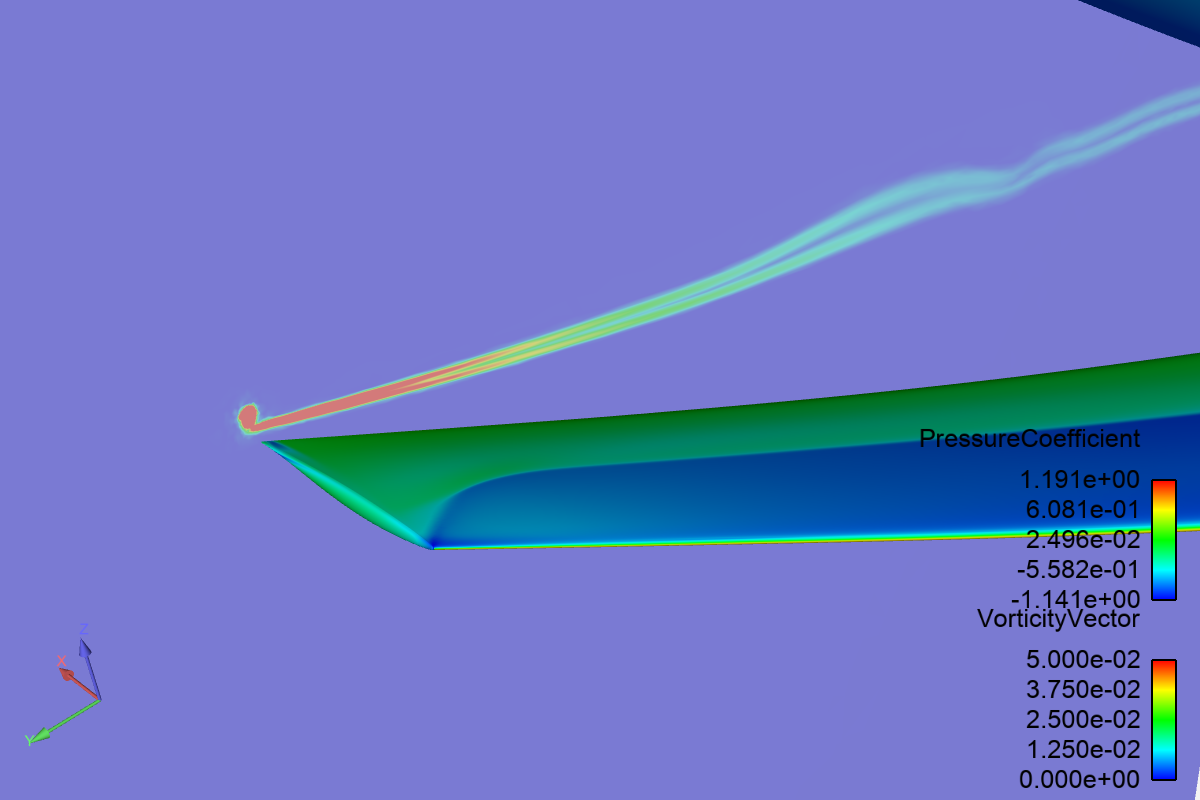 PressureCoefficient
1.191e+00
6.081e-01
2.496e-02
-5.582e-01
-1.141e+00
VorticityVector
5.000e-02
3.750e-02
2.500e-02
1.250e-02
0.000e+00
Z
X
Y